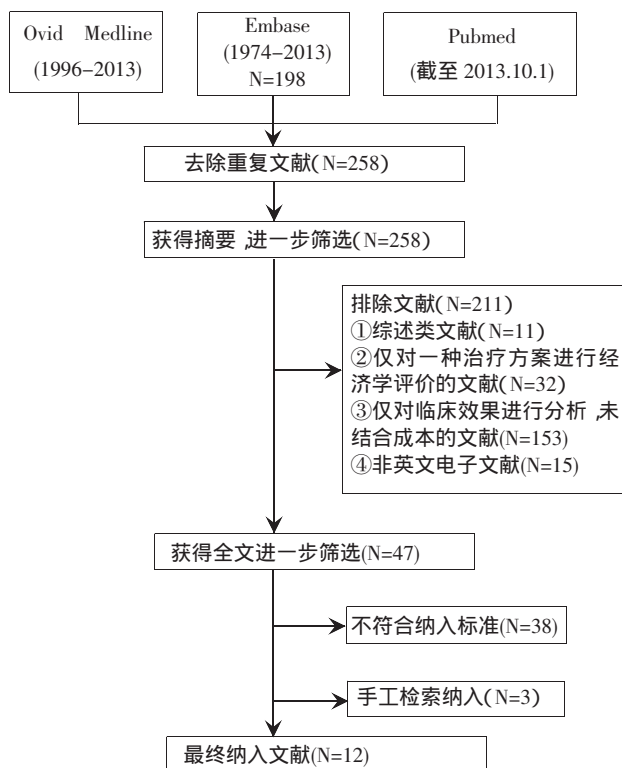 Ovid Medline
(1996-2013)
Embase
(1974-2013)
N=198
Pubmed
(截至 2013.10.1)
去除重复文献(N=258)
获得摘要,进一步筛选(N=258)
排除文献(N=211)
①综述类文献(N=11)
②仅对一种治疗方案进行经
济学评价的文献(N=32)
③仅对临床效果进行分析,未
结合成本的文献(N=153)
④非英文电子文献(N=15)
获得全文进一步筛选(N=47)
不符合纳入标准(N=38)
手工检索纳入(N=3)
最终纳入文献(N=12)